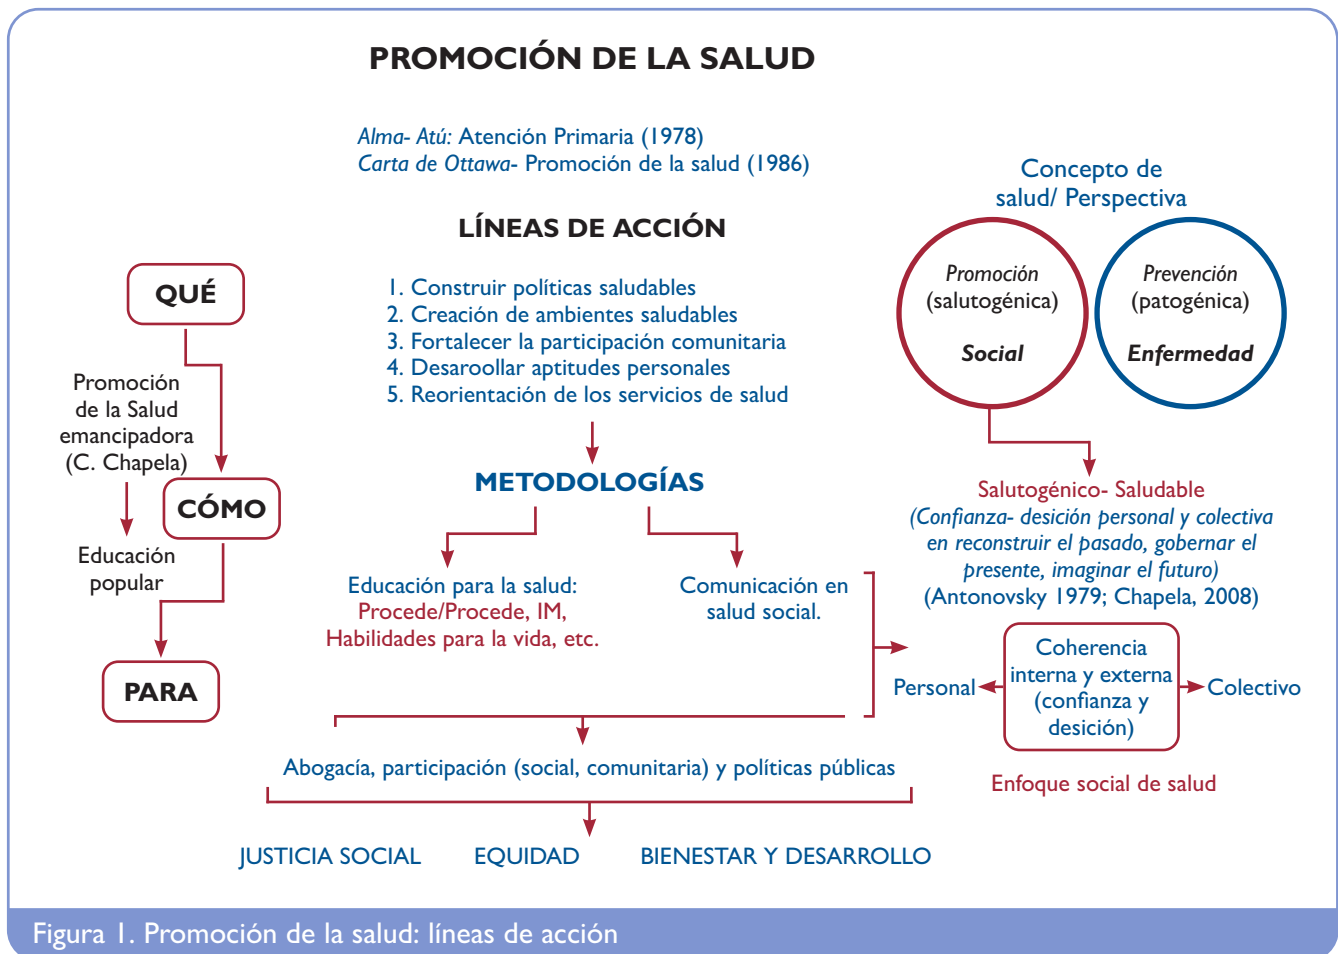 PROMOCIÓN DE LA SALUD
Alma- Atú: Atención Primaria (1978)
Carta de Ottawa- Promoción de la salud (1986)
LÍNEAS DE ACCIÓN
1. Construir políticas saludables
2. Creación de ambientes saludables
3. Fortalecer la participación comunitaria
4. Desaroollar aptitudes personales
5. Reorientación de los servicios de salud
QUÉ
Promoción
de la Salud
emancipadora
(C. Chapela)
CÓMO
Educación
popular
PARA
METODOLOGÍAS
Educación para la salud:
Procede/Procede, IM,
Habilidades para la vida, etc.
Comunicación en
salud social.
Abogacía, participación (social, comunitaria) y políticas públicas
JUSTICIA SOCIAL EQUIDAD BIENESTAR Y DESARROLLO
Concepto de
salud/ Perspectiva
Promoción
(salutogénica)
Social
Prevención
(patogénica)
Enfermedad
Salutogénico- Saludable
(Confianza- desición personal y colectiva
en reconstruir el pasado, gobernar el
presente, imaginar el futuro)
(Antonovsky 1979; Chapela, 2008)
Personal
Coherencia
interna y externa
(confianza y
desición)
Colectivo
Enfoque social de salud
Figura 1. Promoción de la salud: líneas de acción